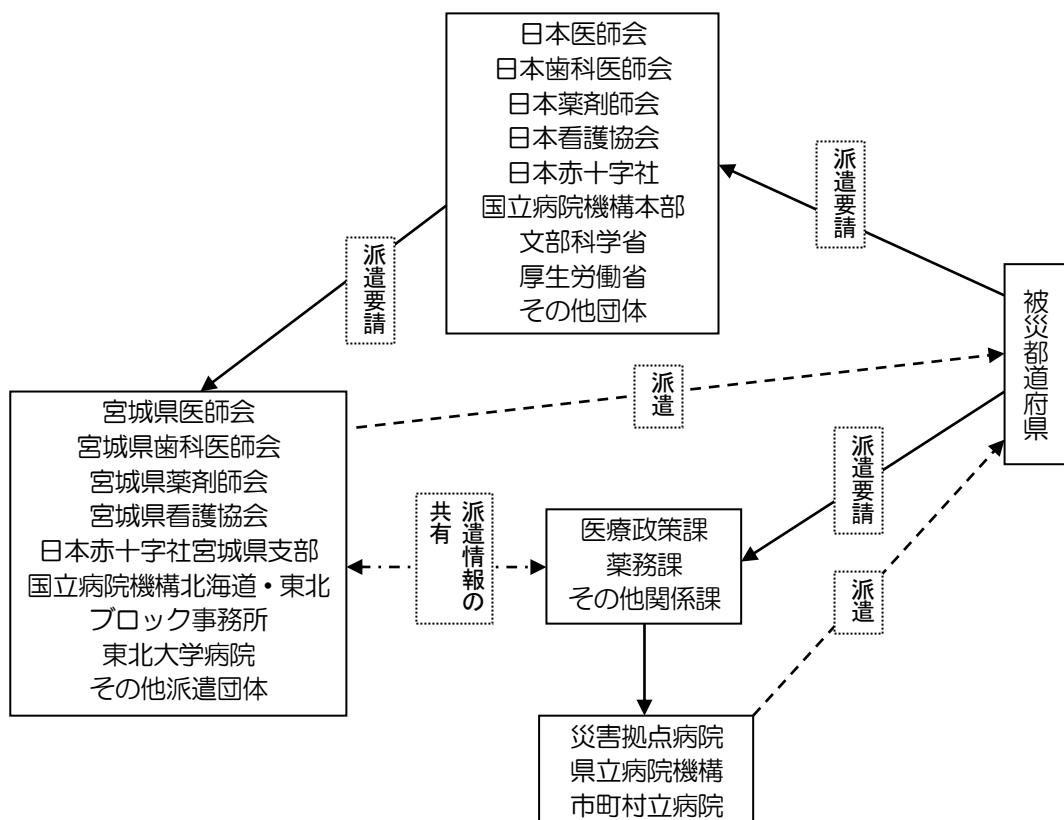 日本医師会
日本歯科医師会
日本薬剤師会
日本看護協会
日本赤十字社
国立病院機構本部
文部科学省
厚生労働省
その他団体
派遣要請
派遣要請
被災都道府県
派遣
宮城県医師会
宮城県歯科医師会
宮城県薬剤師会
宮城県看護協会
日本赤十字社宮城県支部
国立病院機構北海道・東北
ブロック事務所
東北大学病院
その他派遣団体
派遣情報の
共有
医療政策課
薬務課
その他関係課
派遣要請
派遣
災害拠点病院
県立病院機構
市町村立病院